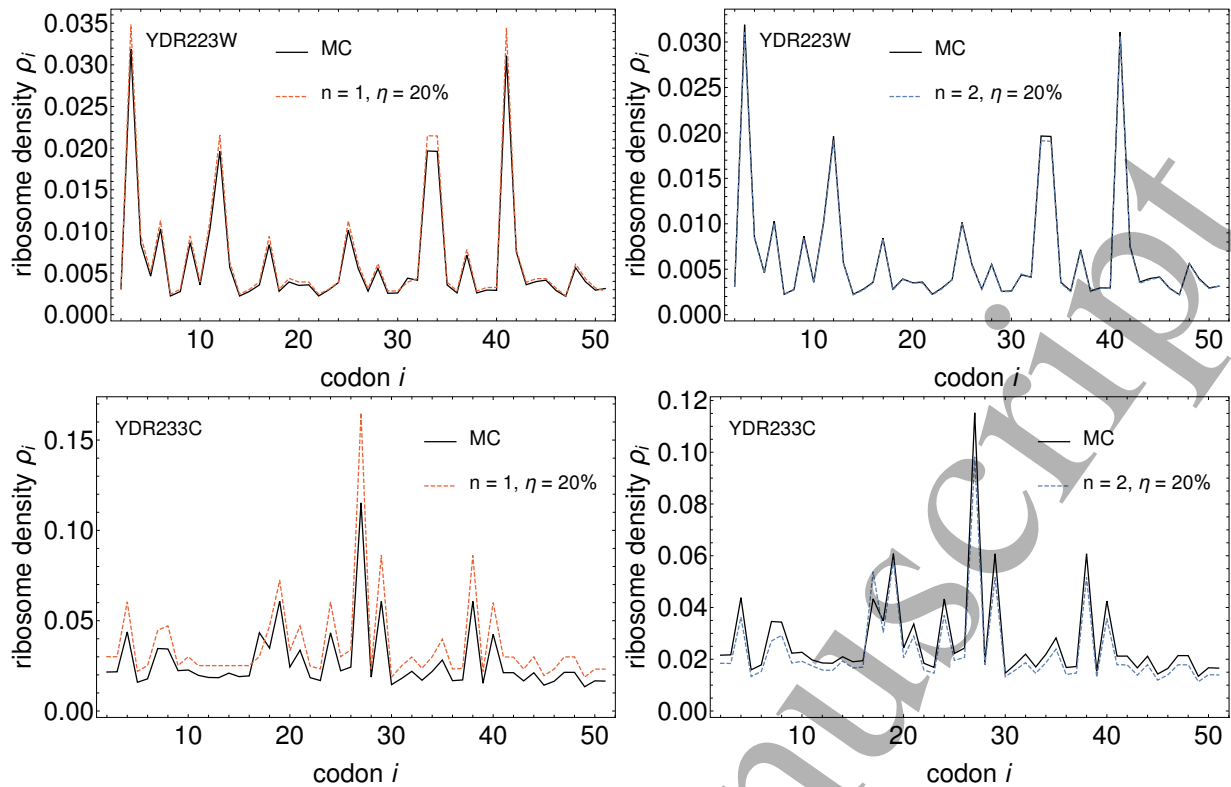 YDR223W
MC
n = 1, η = 20%
ribosome density ρi
0.035
0.030
0.025
0.020
0.015
0.010
0.005
0.000
10 20 30 40 50
codon i
YDR223W
MC
n = 2, η = 20%
ribosome density ρi
0.030
0.025
0.020
0.015
0.010
0.005
0.000
10 20 30 40 50
codon i
YDR233C
MC
n = 1, η = 20%
ribosome density ρi
0.15
0.10
0.05
0.00
10 20 30 40 50
codon i
YDR233C
MC
n = 2, η = 20%
ribosome density ρi
0.12
0.10
0.08
0.06
0.04
0.02
0.00
10 20 30 40 50
codon i
nuscript